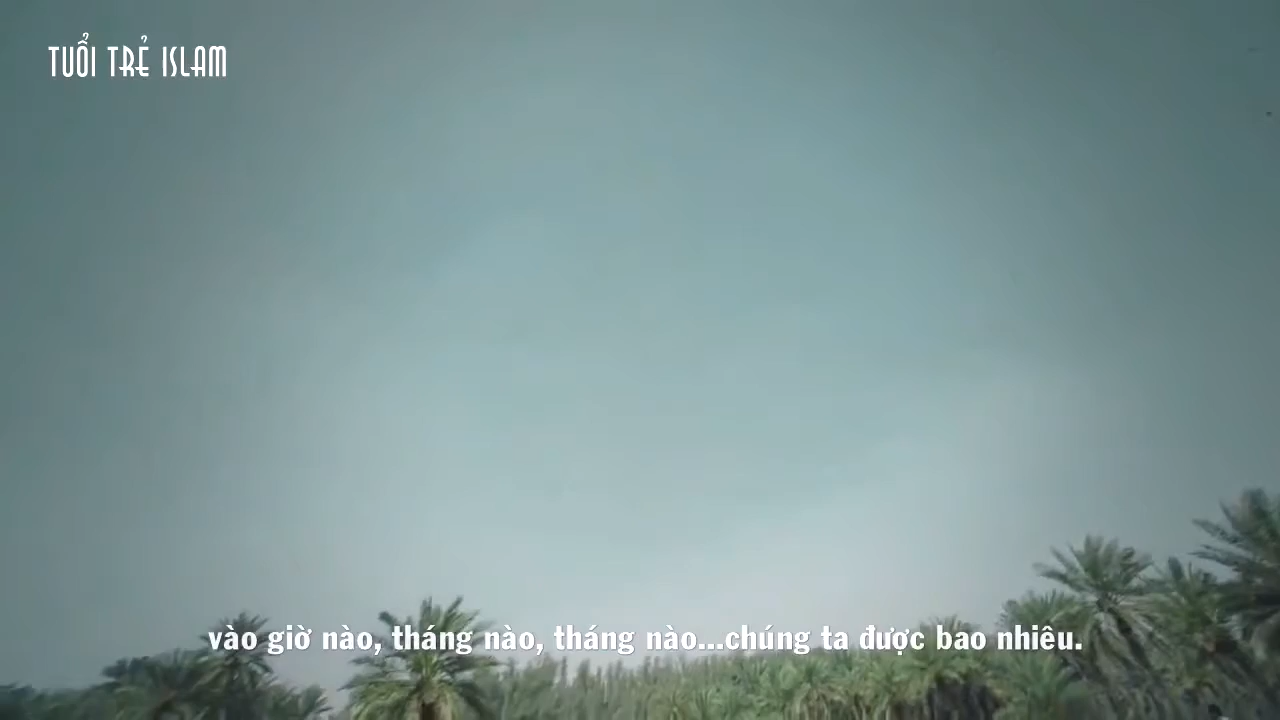 TUỔI TRẺ ISLAM
vào giờ nào, tháng nào, tháng nào...chúng ta được bao nhiêu.